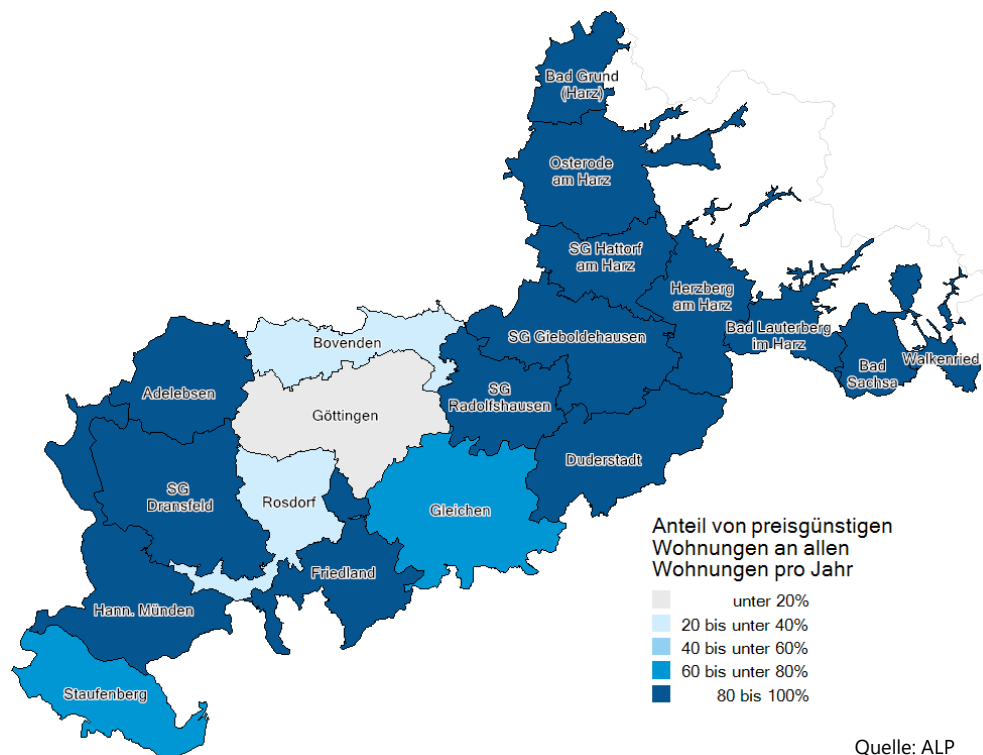 Bad Grund
(Harz)
Osterode
am Harz
SG Hattorf
am Harz
Herzberg
am Harz
SG Gieboldehausen
Bad Lauterberg
im Harz
Bad
Sachsa
Walkenried
Bovenden
Adelebsen
SG
Radolfshausen
Göttingen
Duderstadt
SG
Dransfeld
Rosdorf
Gleichen
Friedland
Hann. Münden
Staufenberg
Anteil von preisgünstigen
Wohnungen an allen
Wohnungen pro Jahr
unter 20%
20 bis unter 40%
40 bis unter 60%
60 bis unter 80%
80 bis 100%
Quelle: ALP